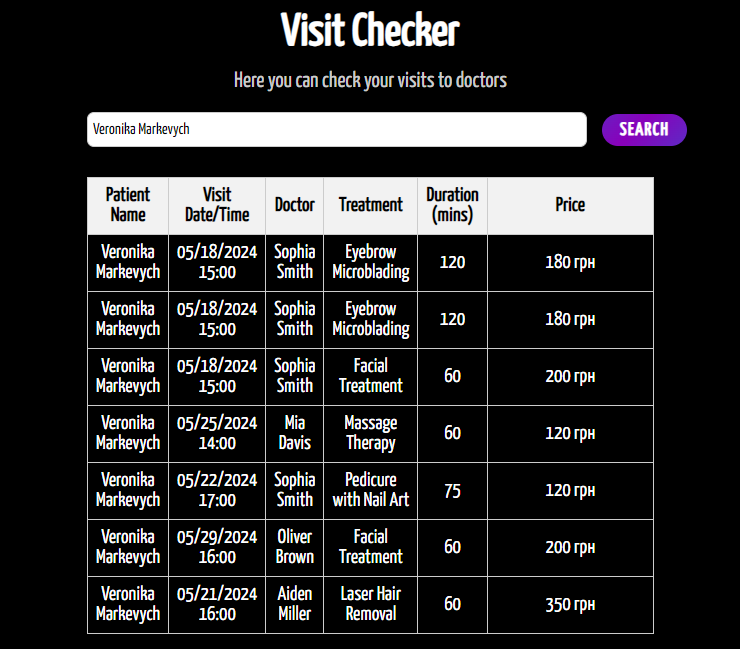 Visit Checker
Here you can check your visits to doctors
Veronika Markevych SEARCH
Patient Name Visit Date/Time Doctor Treatment Duration (mins) Price
Veronika Markevych 05/18/2024 15:00 Sophia Smith Eyebrow Microblading 120 180 грн
Veronika Markevych 05/18/2024 15:00 Sophia Smith Eyebrow Microblading 120 180 грн
Veronika Markevych 05/18/2024 15:00 Sophia Smith Facial Treatment 60 200 грн
Veronika Markevych 05/25/2024 14:00 Mia Davis Massage Therapy 60 120 грн
Veronika Markevych 05/22/2024 17:00 Sophia Smith Pedicure with Nail Art 75 120 грн
Veronika Markevych 05/29/2024 16:00 Oliver Brown Facial Treatment 60 200 грн
Veronika Markevych 05/21/2024 16:00 Aiden Miller Laser Hair Removal 60 350 грн